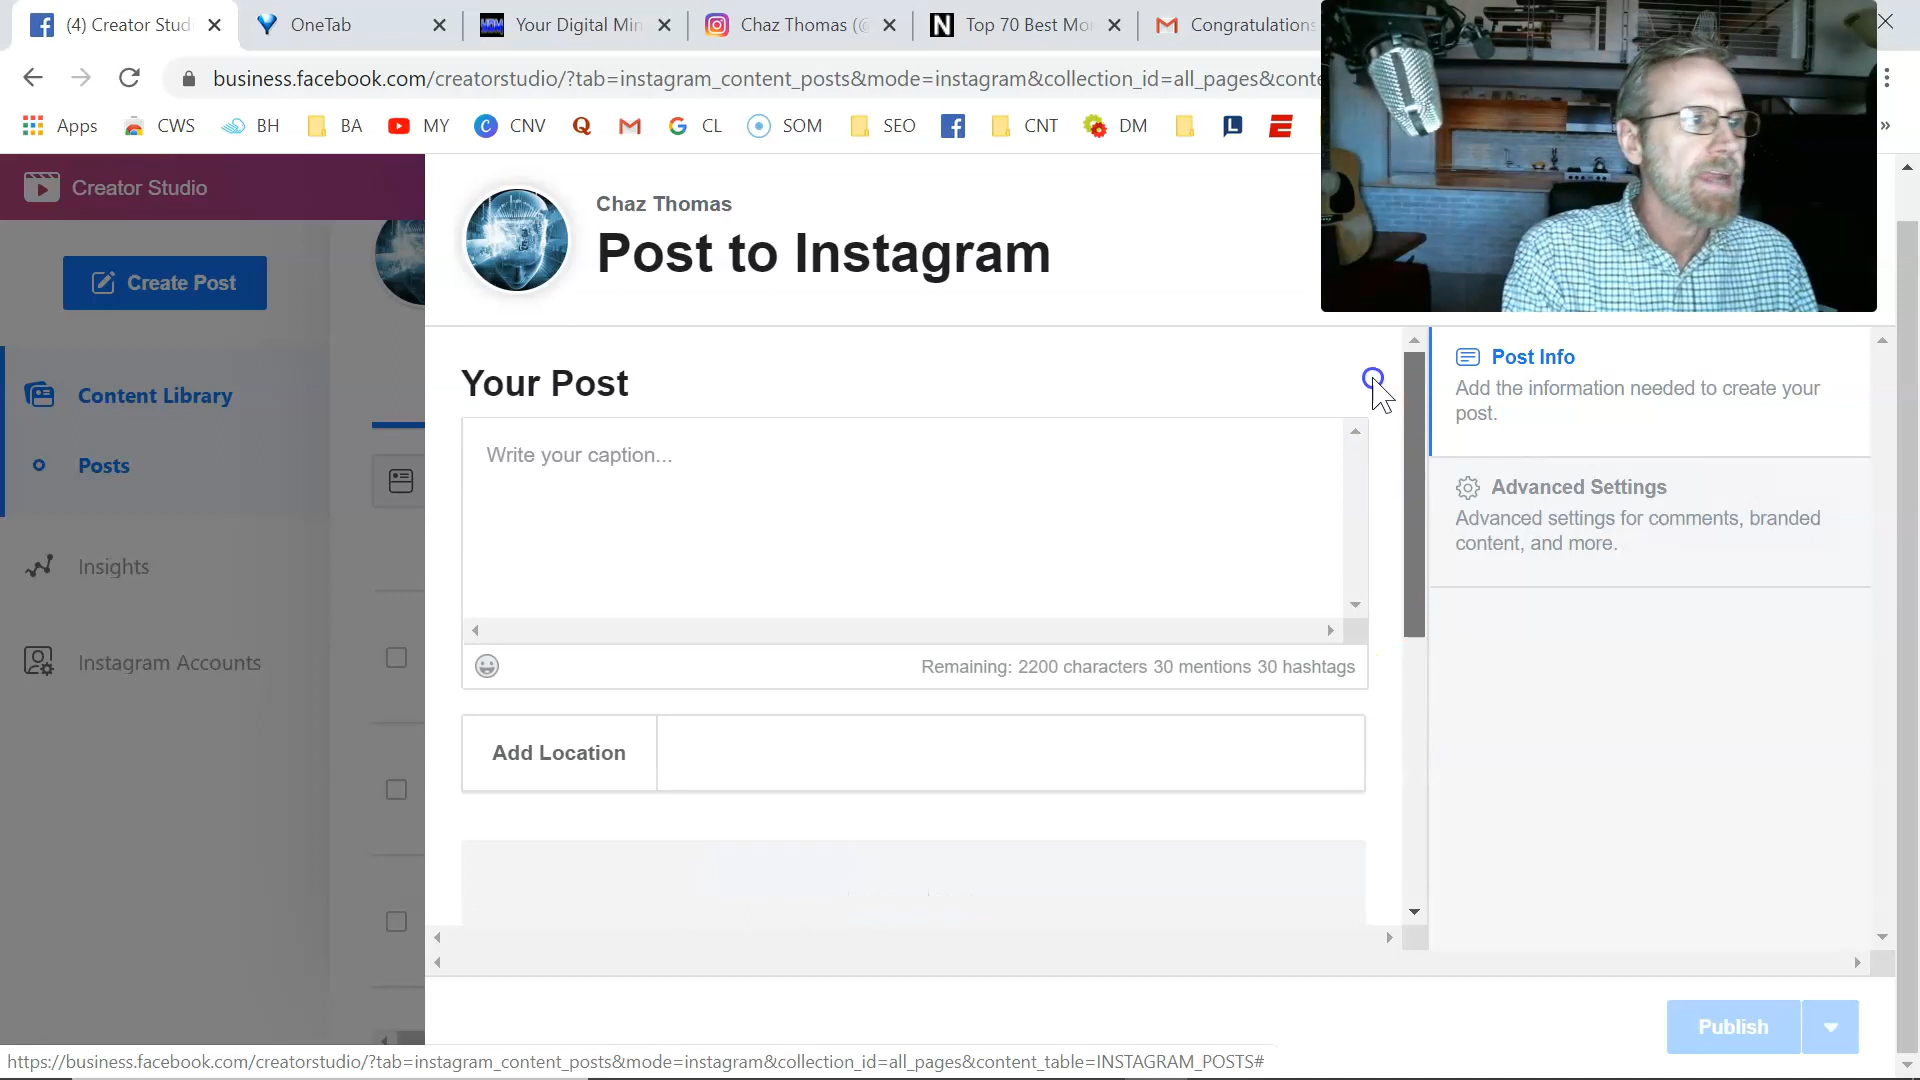 (4) Creator Stud
OneTab
Your Digital Min
Chaz Thomas (@
Top 70 Best Mo
Congratulations
business.facebook.com/creatorstudio/?tab=instagram_content_posts&mode=instagram&collection_id=all_pages&conte
Apps
CWS
BH
BA
MY
CNV
CL
SOM
SEO
CNT
DM
Creator Studio
Create Post
Content Library
Posts
Insights
Instagram Accounts
Chaz Thomas
Post to Instagram
Your Post
Write your caption...
Remaining: 2200 characters 30 mentions 30 hashtags
Add Location
Post Info
Add the information needed to create your
post.
Advanced Settings
Advanced settings for comments, branded
content, and more.
Publish
https://business.facebook.com/creatorstudio/?tab=instagram_content_posts&mode=instagram&collection_id=all_pages&content_table=INSTAGRAM_POSTS#